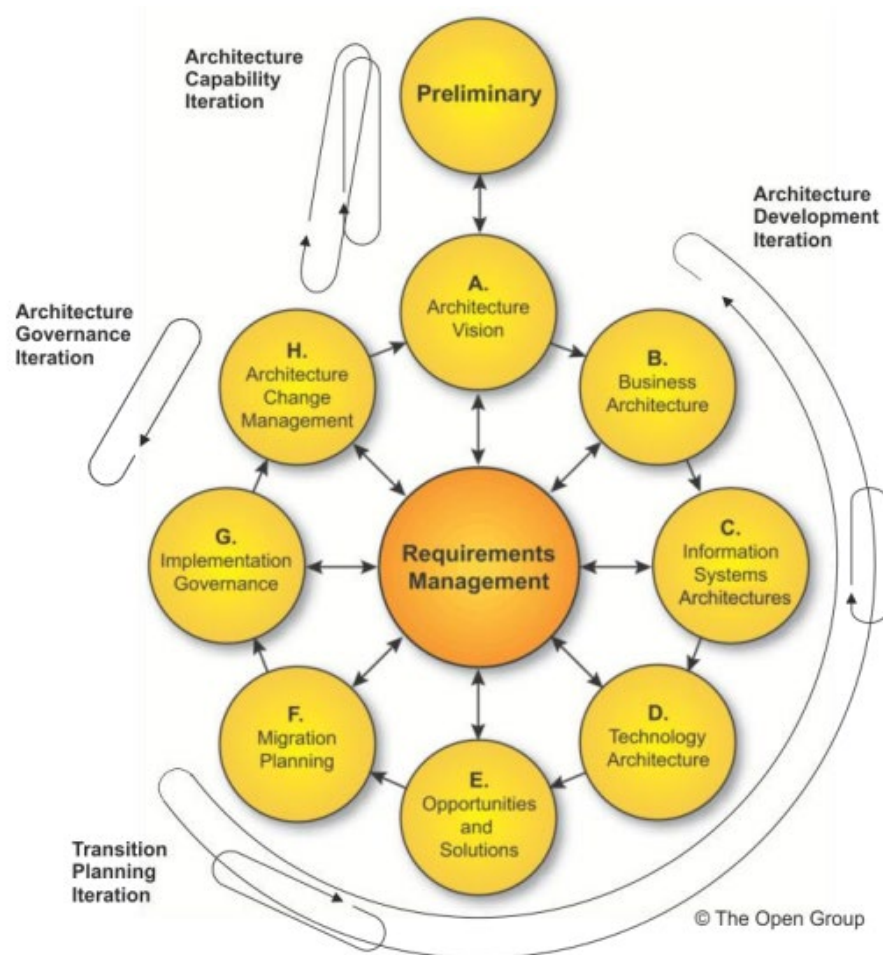 Architecture
Capability
Iteration
Preliminary
Architecture
Development
Iteration
A.
Architecture
Vision
Architecture
Governance
Iteration
H.
Architecture
Change
Management
B.
Business
Architecture
G.
Implementation
Governance
Requirements
Management
C.
Information
Systems
Architectures
F.
Migration
Planning
D.
Technology
Architecture
E.
Opportunities
and
Solutions
Transition
Planning
Iteration
© The Open Group